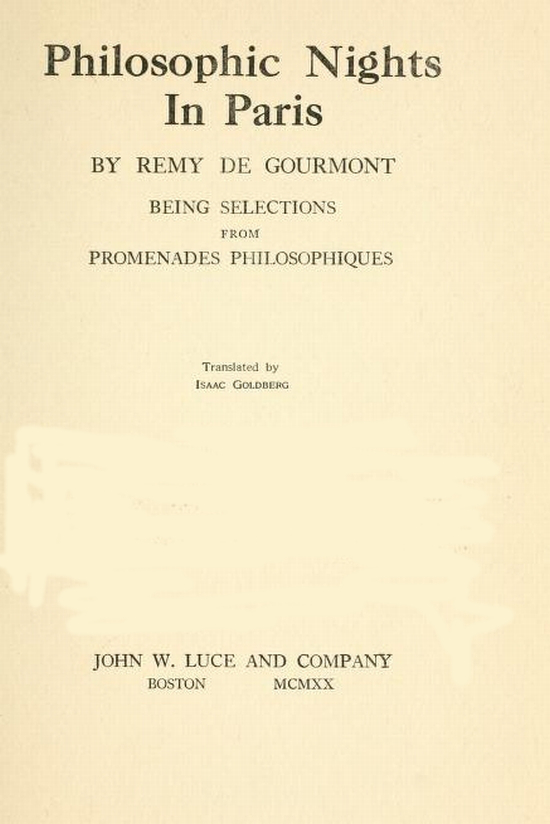 Philosophic Nights
In Paris
BY REMY DE GOURMONT
BEING SELECTIONS
FROM
PROMENADES PHILOSOPHIQUES
Translated by
ISAAC GOLDBERG
JOHN W. LUCE AND COMPANY
BOSTON MCMXX